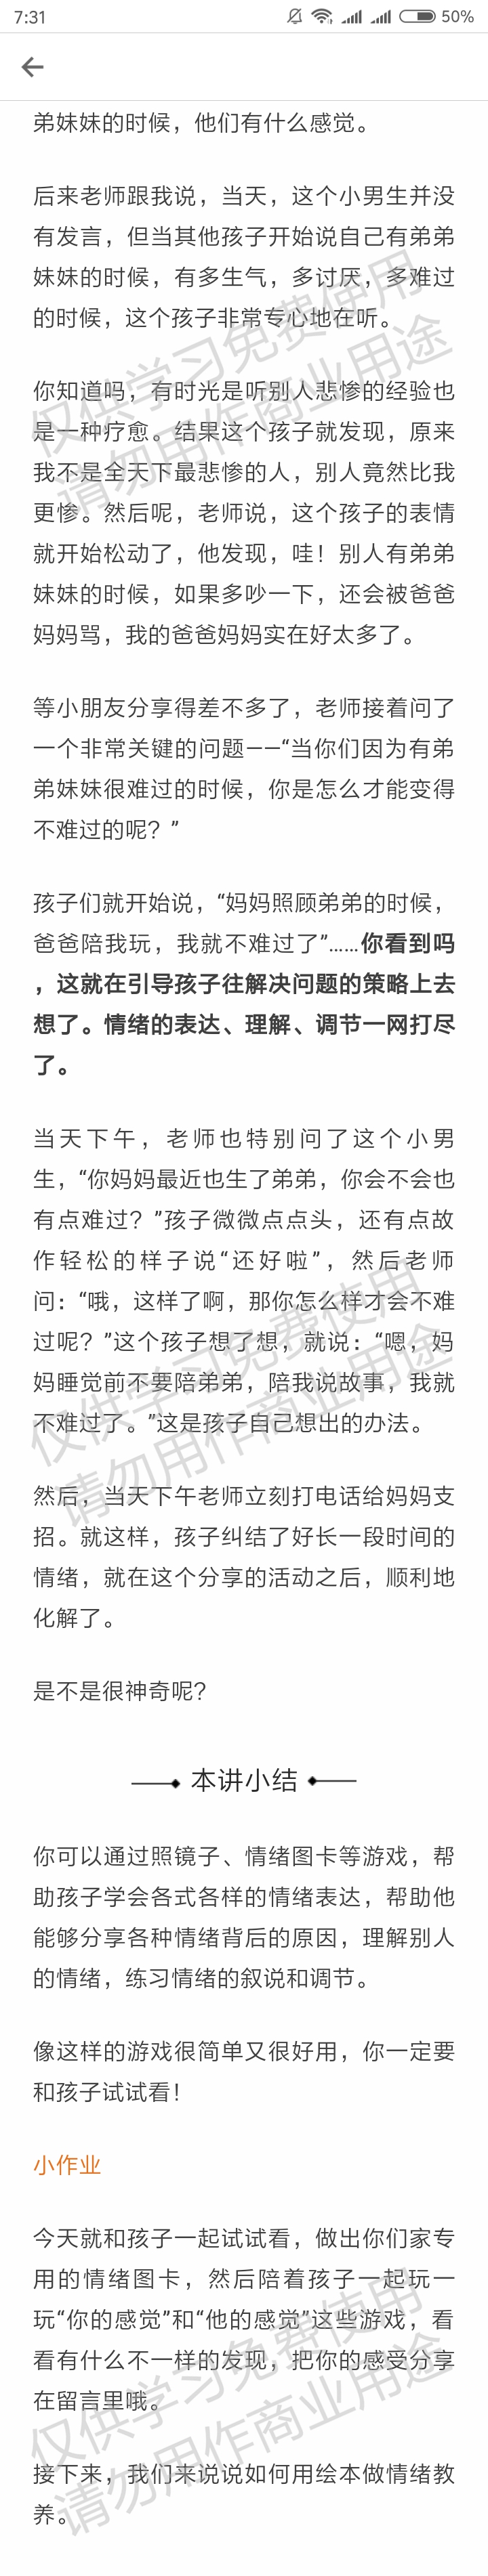 7:31
50%
弟妹妹的时候，他们有什么感觉。
后来老师跟我说，当天，这个小男生并没
有发言，但当其他孩子开始说自己有弟弟
妹妹的时候，有多生气，多讨厌，多难过
的时候，这个孩子非常专心地在听。
仅供学习免费使用
请勿用作商业用途
你知道吗，有时光是听别人悲惨的经验也
是一种疗愈。结果这个孩子就发现，原来
我不是全天下最悲惨的人，别人竟然比我
更惨。然后呢，老师说，这个孩子的表情
就开始松动了，他发现，哇！别人有弟弟
妹妹的时候，如果多吵一下，还会被爸爸
妈妈骂，我的爸爸妈妈实在好太多了。
等小朋友分享得差不多了，老师接着问了
一个非常关键的问题——“当你们因为有弟
弟妹妹很难过的时候，你是怎么才能变得
不难过的呢？”
孩子们就开始说，“妈妈照顾弟弟的时候，
爸爸陪我玩，我就不难过了”……你看到吗
，这就在引导孩子往解决问题的策略上去
想了。情绪的表达、理解、调节一网打尽
了。
当天下午，老师也特别问了这个小男
生，“你妈妈最近也生了弟弟，你会不会也
有点难过？”孩子微微点点头，还有点故
作轻松的样子说“还好啦”，然后老师
问：“哦，这样了啊，那你怎么样才会不难
过呢？”这个孩子想了想，就说：“嗯，妈
妈睡觉前不要陪弟弟，陪我说故事，我就
不难过了。”这是孩子自己想出的办法。
仅供学习免费使用
请勿用作商业用途
然后，当天下午老师立刻打电话给妈妈支
招。就这样，孩子纠结了好长一段时间的
情绪，就在这个分享的活动之后，顺利地
化解了。
是不是很神奇呢？
本讲小结
你可以通过照镜子、情绪图卡等游戏，帮
助孩子学会各式各样的情绪表达，帮助他
能够分享各种情绪背后的原因，理解别人
的情绪，练习情绪的叙说和调节。
像这样的游戏很简单又很好用，你一定要
和孩子试试看！
小作业
今天就和孩子一起试试看，做出你们家专
用的情绪图卡，然后陪着孩子一起玩一
玩“你的感觉”和“他的感觉”这些游戏，看
看有什么不一样的发现，把你的感受分享
在留言里哦。
仅供学习免费使用
请勿用作商业用途
接下来，我们来说说如何用绘本做情绪教
养。